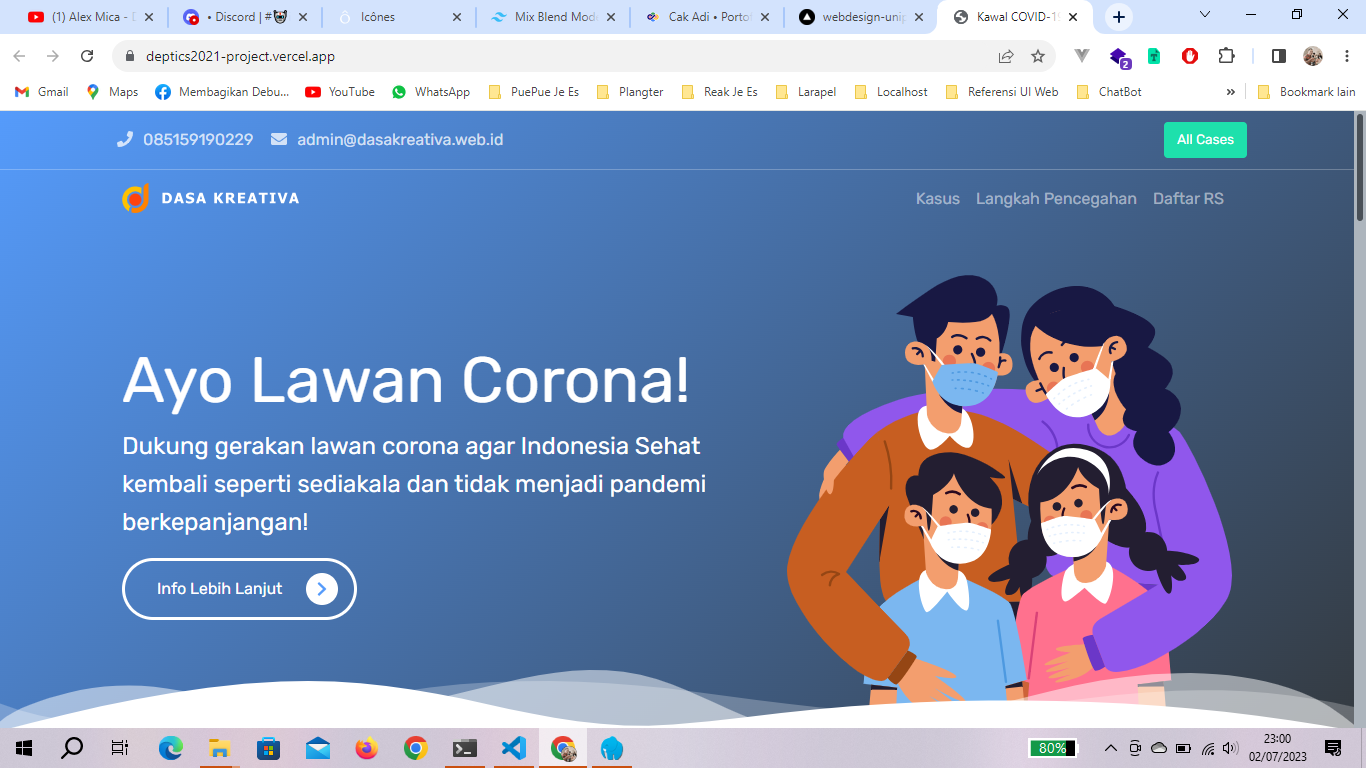 (1) Alex Mica - D
• Discord | #
Icônes
Mix Blend Mod
Cak Adi • Porto
webdesign-unip
Kawal COVID-19
deptics2021-project.vercel.app
2
Gmail
Maps
Membagikan Debu...
YouTube
WhatsApp
PuePue Je Es
Plangter
Reak Je Es
Larapel
Localhost
Referensi UI Web
ChatBot
»
Bookmark lain
085159190229
admin@dasakreativa.web.id
All Cases
DASA KREATIVA
Kasus
Langkah Pencegahan
Daftar RS
Ayo Lawan Corona!
Dukung gerakan lawan corona agar Indonesia Sehat
kembali seperti sediakala dan tidak menjadi pandemi
berkepanjangan!
Info Lebih Lanjut
80%
23:00
02/07/2023